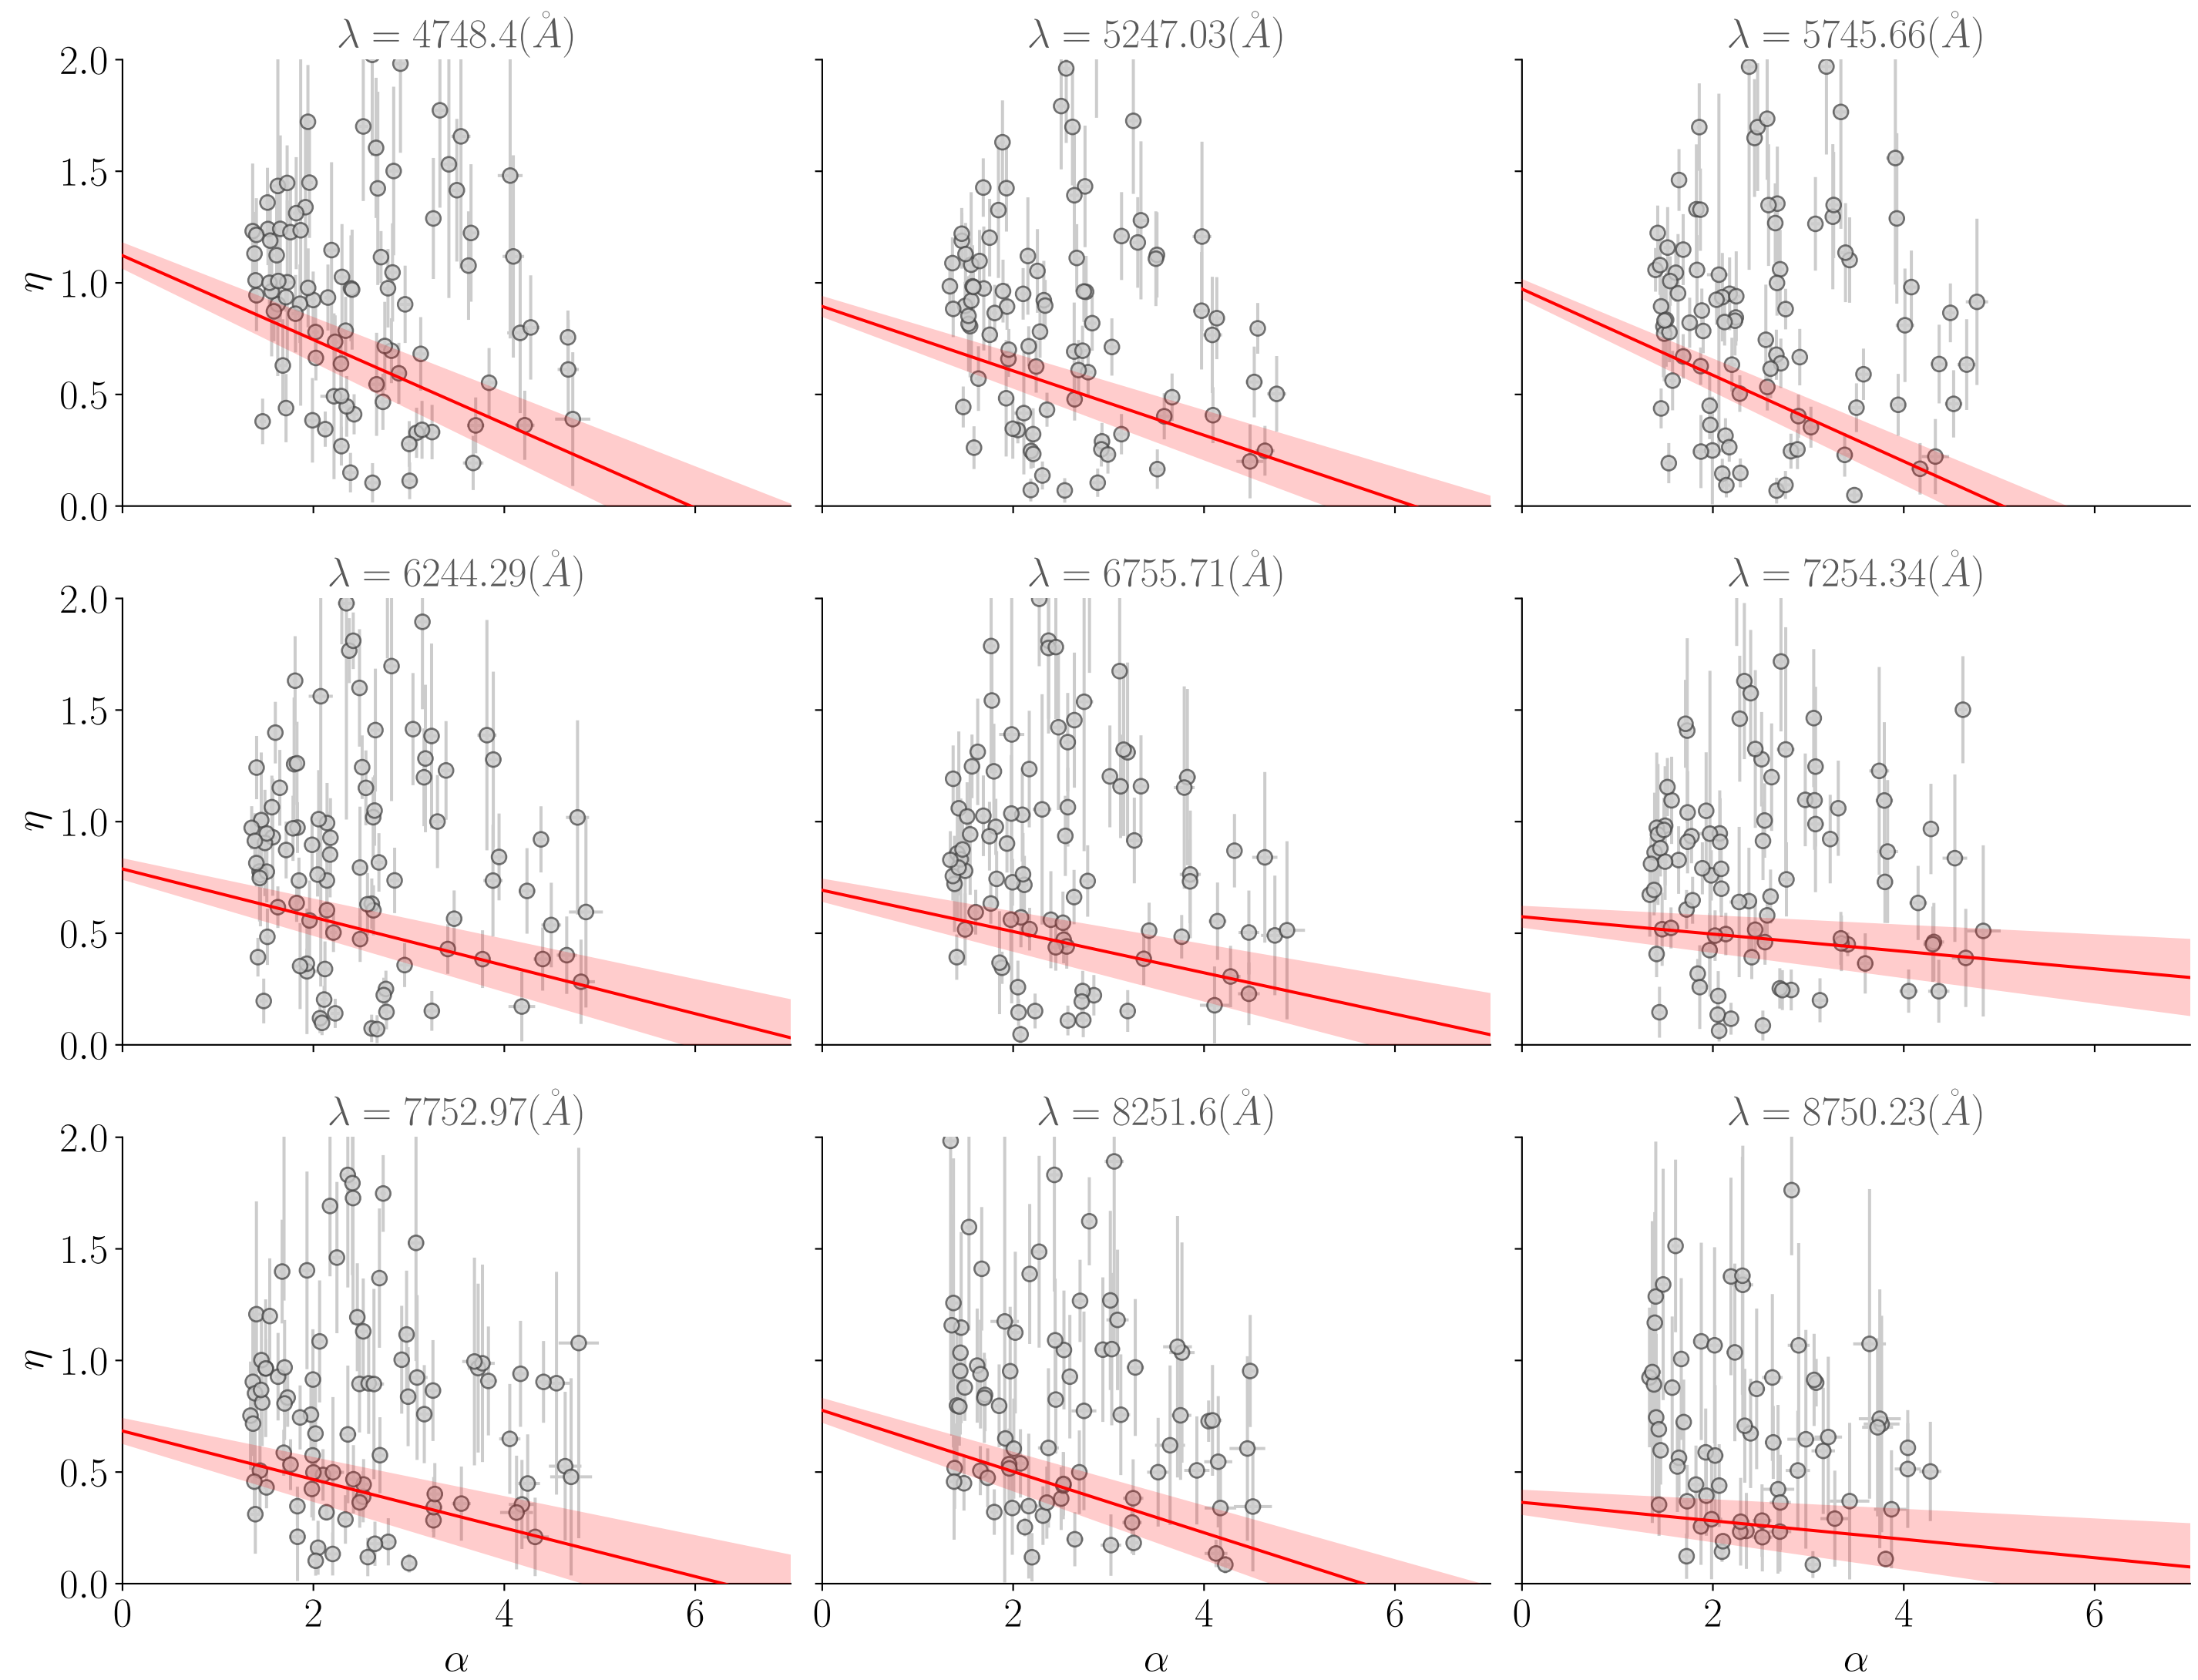 λ = 4748.4(Å)
λ = 5247.03(Å)
λ = 5745.66(Å)
2.0
1.5
1.0
0.5
0.0
η
λ = 6244.29(Å)
λ = 6755.71(Å)
λ = 7254.34(Å)
2.0
1.5
1.0
0.5
0.0
η
λ = 7752.97(Å)
λ = 8251.6(Å)
λ = 8750.23(Å)
2.0
1.5
1.0
0.5
0.0
η
0 2 4 6
0 2 4 6
0 2 4 6
α
α
α